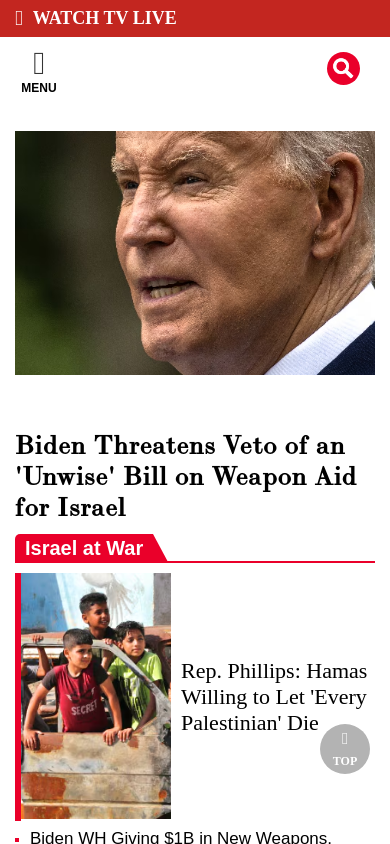 WATCH TV LIVE
MENU
Biden Threatens Veto of an
'Unwise' Bill on Weapon Aid
for Israel
Israel at War
SECRET
Rep. Phillips: Hamas
Willing to Let 'Every
Palestinian' Die
TOP
Biden WH Giving $1B in New Weapons,